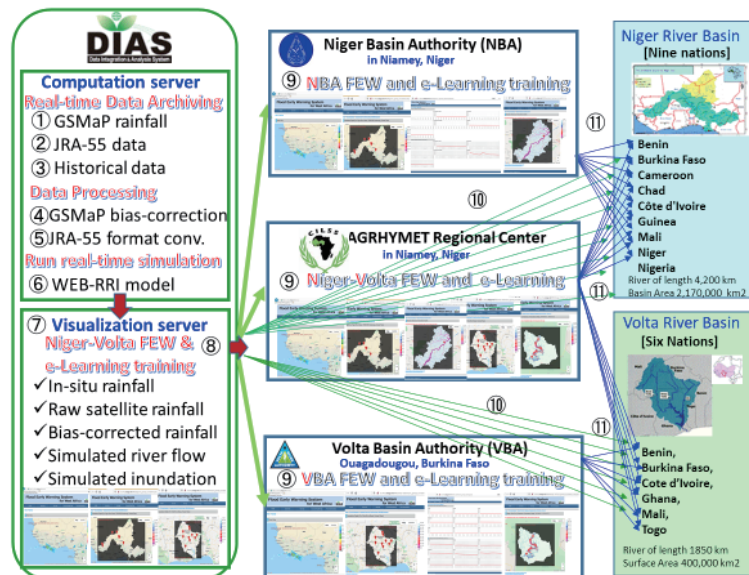 DIAS
Data Integration & Analysis System
Computation server
Real-time Data Archiving
① GSMaP rainfall
② JRA-55 data
③ Historical data
Data Processing
④ GSMaP bias-correction
⑤ JRA-55 format conv.
Run real-time simulation
⑥ WEB-RRI model
⑦ Visualization server
Niger-Volta FEW & ⑧
e-Learning training
✓ In-situ rainfall
✓ Raw satellite rainfall
✓ Bias-corrected rainfall
✓ Simulated river flow
✓ Simulated inundation
Niger Basin Authority (NBA)
in Niamey, Niger
⑨ NBA FEW and e-Learning training
⑩
CILSS
AGRHYMET Regional Center
in Niamey, Niger
⑨ Niger-Volta FEW and e-Learning
⑩
Volta Basin Authority (VBA)
Ouagadougou, Burkina Faso
⑨ VBA FEW and e-Learning training
⑪
⑪
⑪
Niger River Basin
[Nine nations]
Benin
Burkina Faso
Cameroon
Chad
Côte d'Ivoire
Guinea
Mali
Niger
Nigeria
River of length 4,200 km
Basin Area 2,170,000 km2
Volta River Basin
[Six Nations]
Benin,
Burkina Faso,
Cote d'Ivoire,
Ghana,
Mali,
Togo
River of length 1850 km
Surface Area 400,000 km2